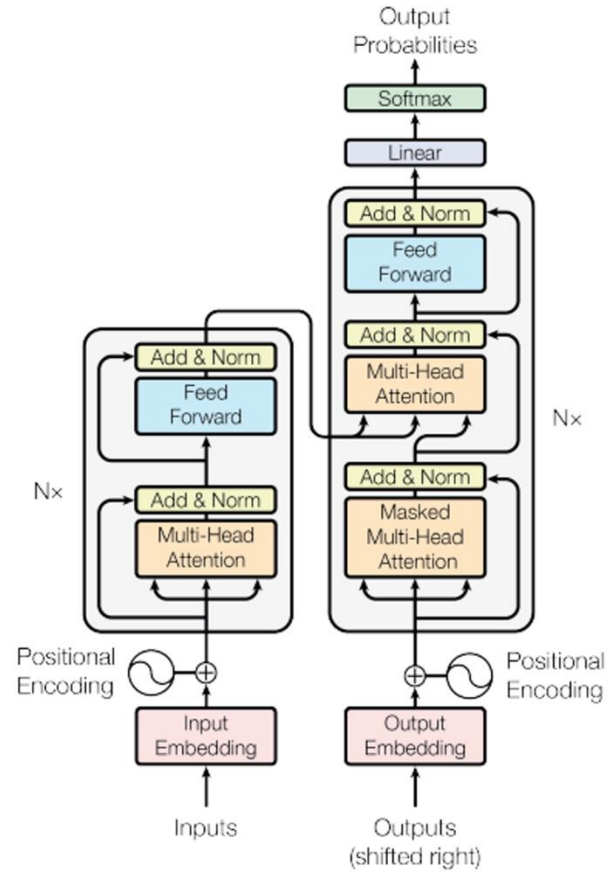 Output
Probabilities
Softmax
Linear
Add & Norm
Feed
Forward
Add & Norm
Multi-Head
Attention
Add & Norm
Masked
Multi-Head
Attention
Nx
Add & Norm
Feed
Forward
Add & Norm
Multi-Head
Attention
Nx
Positional
Encoding
Positional
Encoding
Input
Embedding
Output
Embedding
Inputs
Outputs
(shifted right)